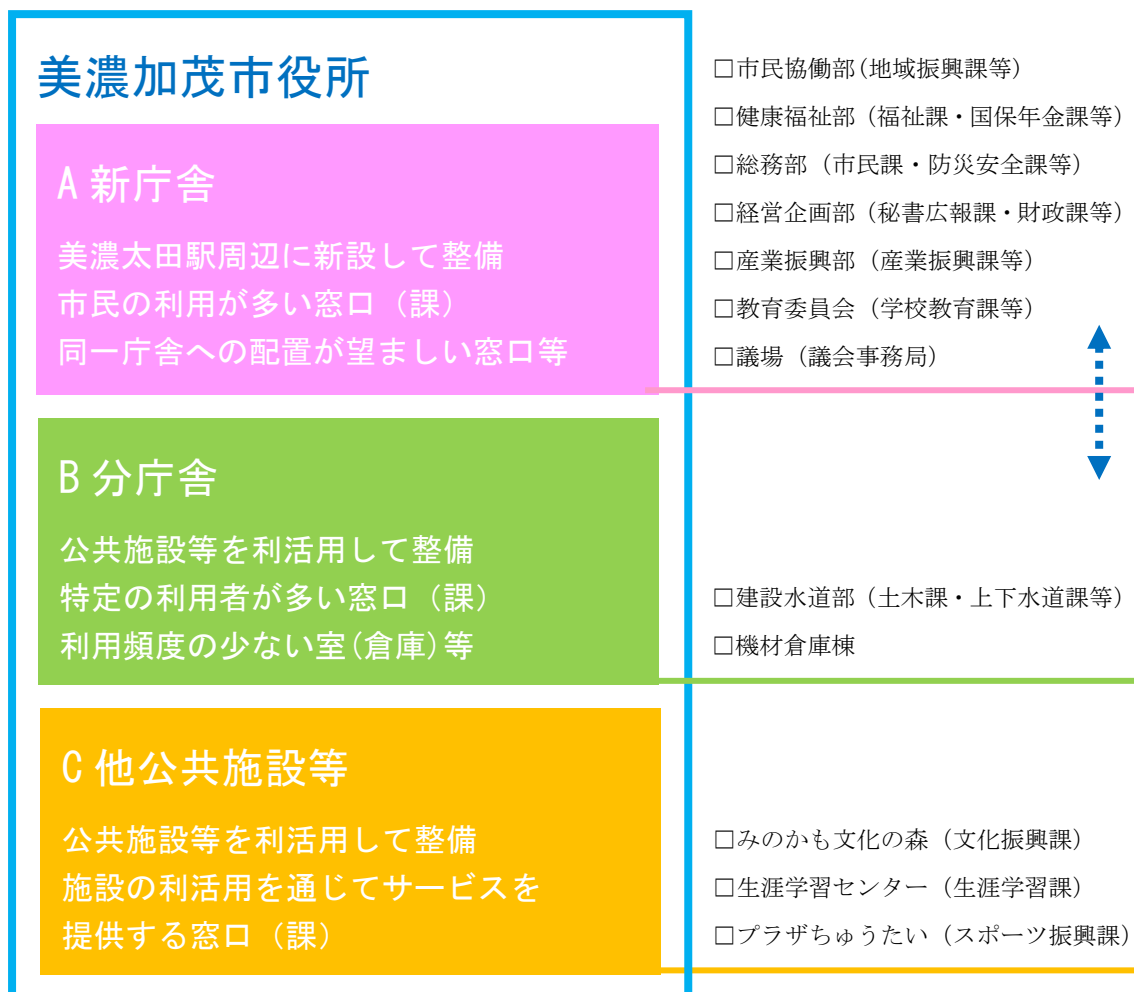 美濃加茂市役所
A 新庁舎
美濃太田駅周辺に新設して整備
市民の利用が多い窓口（課）
同一庁舎への配置が望ましい窓口等
□市民協働部(地域振興課等）
□健康福祉部（福祉課・国保年金課等）
□総務部（市民課・防災安全課等）
□経営企画部（秘書広報課・財政課等）
□産業振興部（産業振興課等）
□教育委員会（学校教育課等）
□議場（議会事務局）
B 分庁舎
公共施設等を利活用して整備
特定の利用者が多い窓口（課）
利用頻度の少ない室(倉庫)等
□建設水道部（土木課・上下水道課等）
□機材倉庫棟
C 他公共施設等
公共施設等を利活用して整備
施設の利活用を通じてサービスを
提供する窓口（課）
□みのかも文化の森（文化振興課）
□生涯学習センター（生涯学習課）
□プラザちゅうたい（スポーツ振興課）